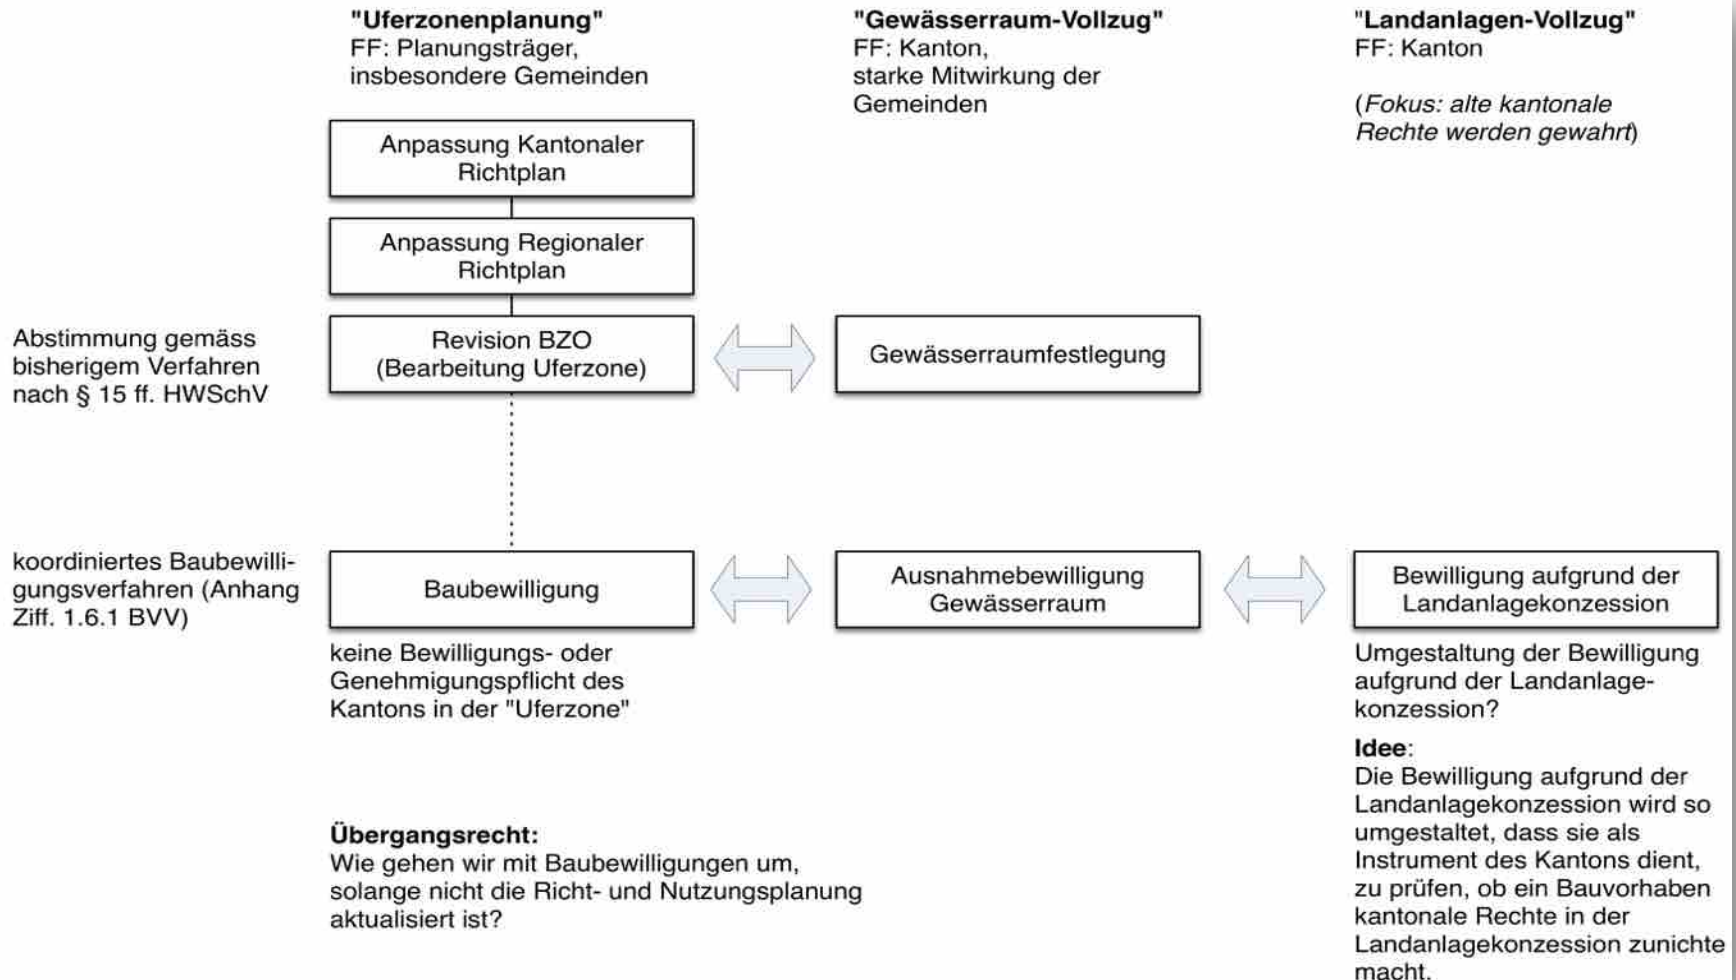 "Uferzonenplanung"
FF: Planungsträger,
insbesondere Gemeinden
"Gewässerraum-Vollzug"
FF: Kanton,
starke Mitwirkung der
Gemeinden
"Landanlagen-Vollzug"
FF: Kanton
(Fokus: alte kantonale
Rechte werden gewahrt)
Anpassung Kantonaler
Richtplan
Anpassung Regionaler
Richtplan
Abstimmung gemäss
bisherigem Verfahren
nach § 15 ff. HWSchV
Revision BZO
(Bearbeitung Uferzone)
Gewässerraumfestlegung
koordiniertes Baubewilli-
gungsverfahren (Anhang
Ziff. 1.6.1 BVV)
Baubewilligung
Ausnahmebewilligung
Gewässerraum
Bewilligung aufgrund der
Landanlagekonzession
keine Bewilligungs- oder
Genehmigungspflicht des
Kantons in der "Uferzone"
Umgestaltung der Bewilligung
aufgrund der Landanlage-
konzession?
Idee:
Die Bewilligung aufgrund der
Landanlagekonzession wird so
umgestaltet, dass sie als
Instrument des Kantons dient,
zu prüfen, ob ein Bauvorhaben
kantonale Rechte in der
Landanlagekonzession zunichte
macht.
Übergangsrecht:
Wie gehen wir mit Baubewilligungen um,
solange nicht die Richt- und Nutzungsplanung
aktualisiert ist?